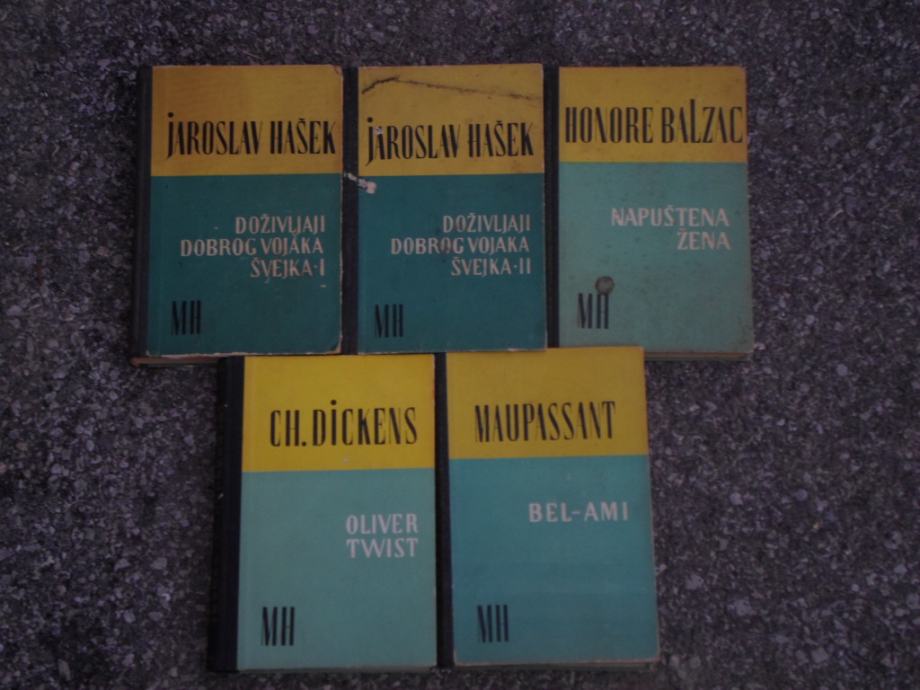 JAROSLAV HAŠEK
DOŽIVLJAJI
DOBROG VOJAKA
ŠVEJKA·I
MH
JAROSLAV HAŠEK
DOŽIVLJAJI
DOBROG VOJAKA
ŠVEJKA·II
MH
HONORE BALZAC
NAPUŠTENA
ŽENA
MH
CH. DICKENS
OLIVER
TWIST
MH
MAUPASSANT
BEL-AMI
MH